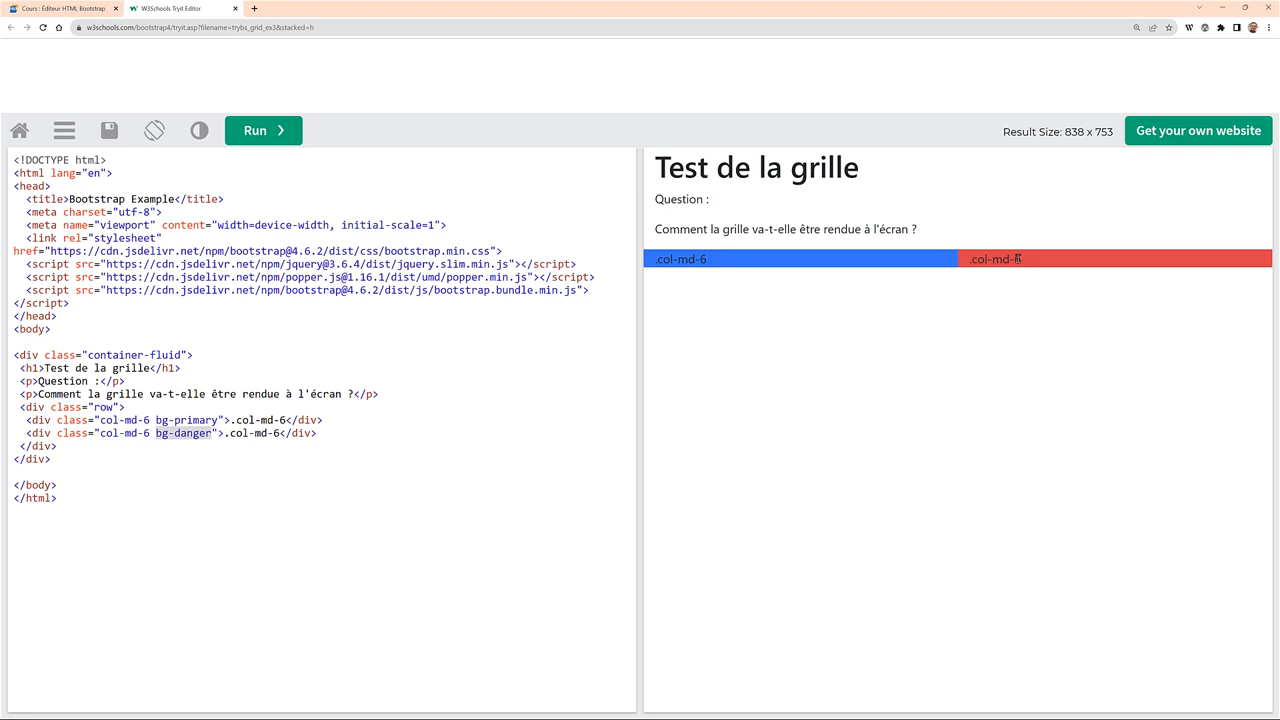 Cours : Éditeur HTML Bootstrap
W3Schools Tryit Editor
w3schools.com/bootstrap4/tryit.asp?filename=trybs_grid_ex3&stacked=h
Run ❯
Result Size: 838 x 753
Get your own website
<!DOCTYPE html>
<html lang="en">
<head>
<title>Bootstrap Example</title>
<meta charset="utf-8">
<meta name="viewport" content="width=device-width, initial-scale=1">
<link rel="stylesheet"
href="https://cdn.jsdelivr.net/npm/bootstrap@4.6.2/dist/css/bootstrap.min.css">
<script src="https://cdn.jsdelivr.net/npm/jquery@3.6.4/dist/jquery.slim.min.js"></script>
<script src="https://cdn.jsdelivr.net/npm/popper.js@1.16.1/dist/umd/popper.min.js"></script>
<script src="https://cdn.jsdelivr.net/npm/bootstrap@4.6.2/dist/js/bootstrap.bundle.min.js">
</script>
</head>
<body>
<div class="container-fluid">
<h1>Test de la grille</h1>
<p>Question :</p>
<p>Comment la grille va-t-elle être rendue à l'écran ?</p>
<div class="row">
<div class="col-md-6 bg-primary">.col-md-6</div>
<div class="col-md-6 bg-danger">.col-md-6</div>
</div>
</div>
</body>
</html>
Test de la grille
Question :
Comment la grille va-t-elle être rendue à l'écran ?
.col-md-6
.col-md-6